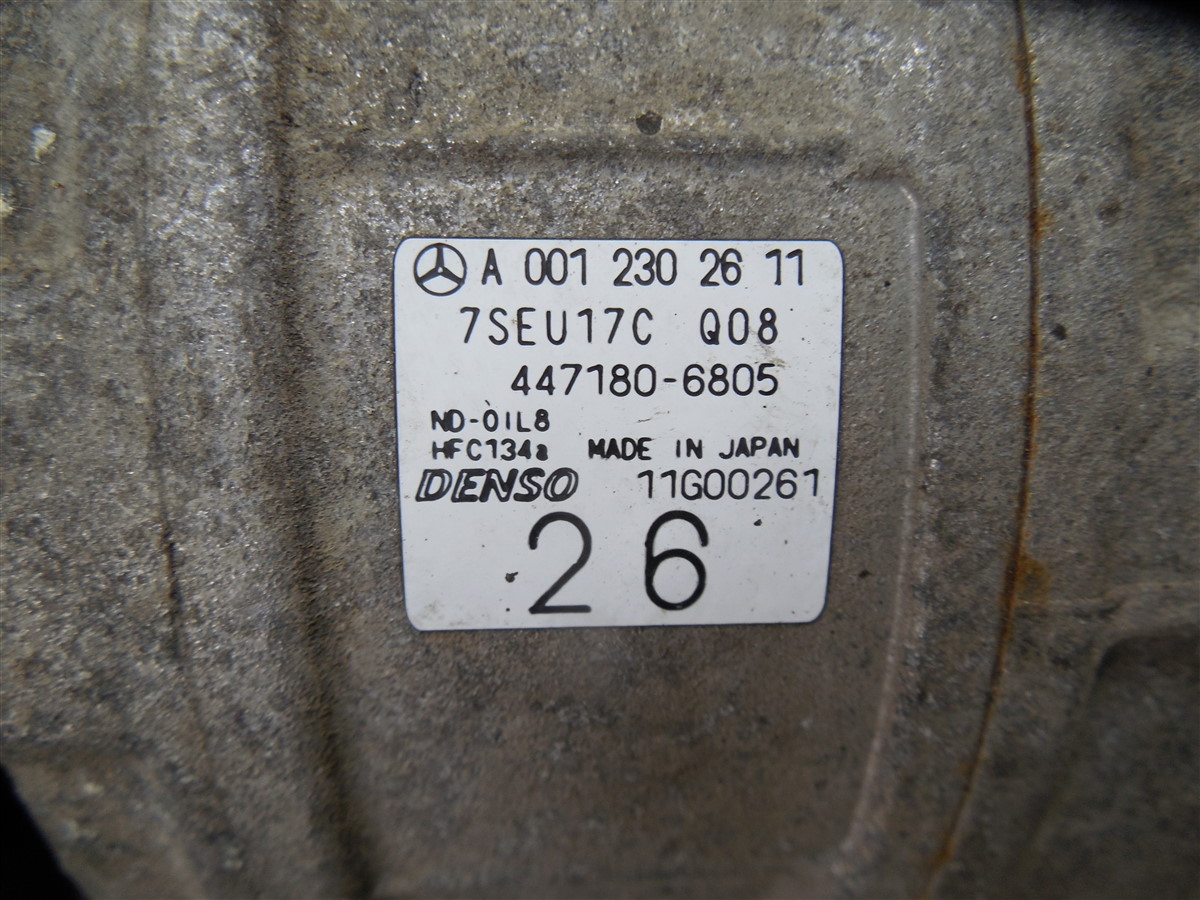 A 001 230 26 11
7SEU17C Q08
447180-6805
ND-OIL8
HFC134a MADE IN JAPAN
DENSO 11G00261
26